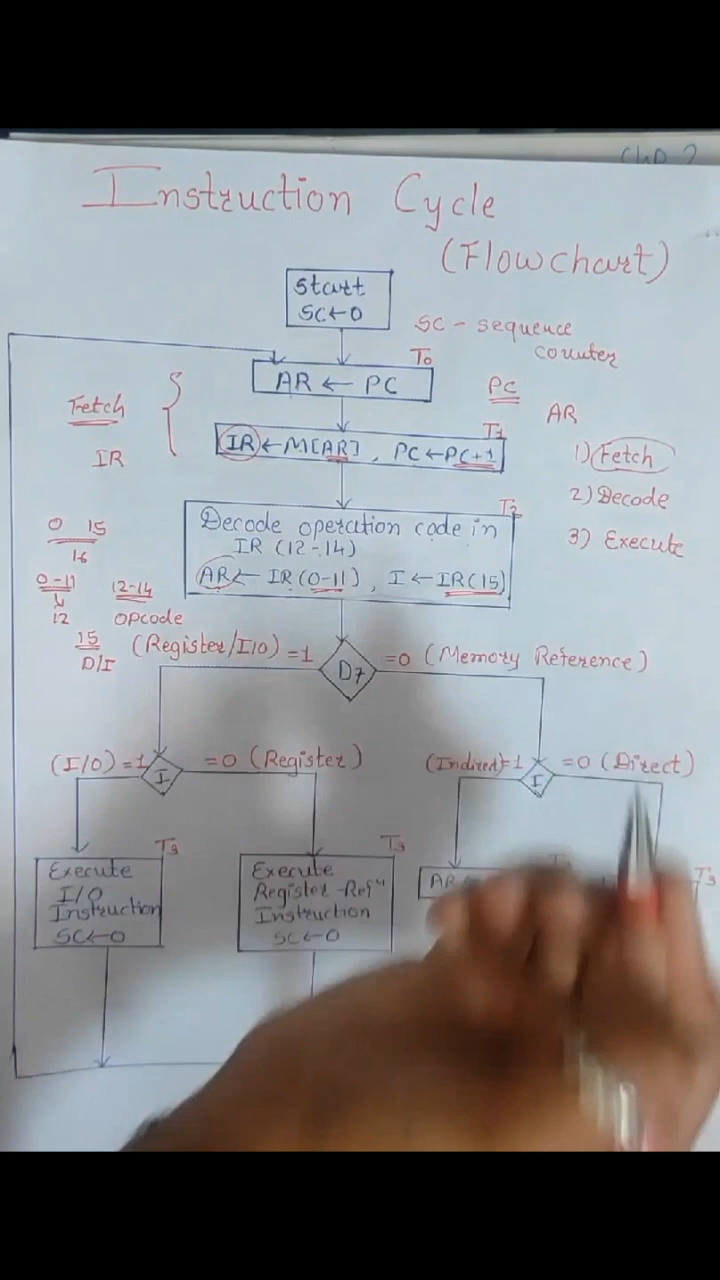 Chp 2
Instruction Cycle
(Flowchart)
Start
SC←0
SC - sequence
counter
T0
AR ← PC
PC
AR
Fetch
IR
T1
IR←M[AR] , PC←PC+1
1) Fetch
2) Decode
3) Execute
T2
Decode operation code in
IR (12-14)
AR← IR(0-11) , I ← IR(15)
0 15
16
0-11
12
12-14
opcode
15
D/I
(Register/I/O) =1
D7
=0 (Memory Reference)
(I/O) =1
I
=0 (Register)
(Indirect)=1
I
=0 (Direct)
T3
Execute
I/O
Instruction
SC←0
T3
Execute
Register-Refn
Instruction
SC←0
AR
T3